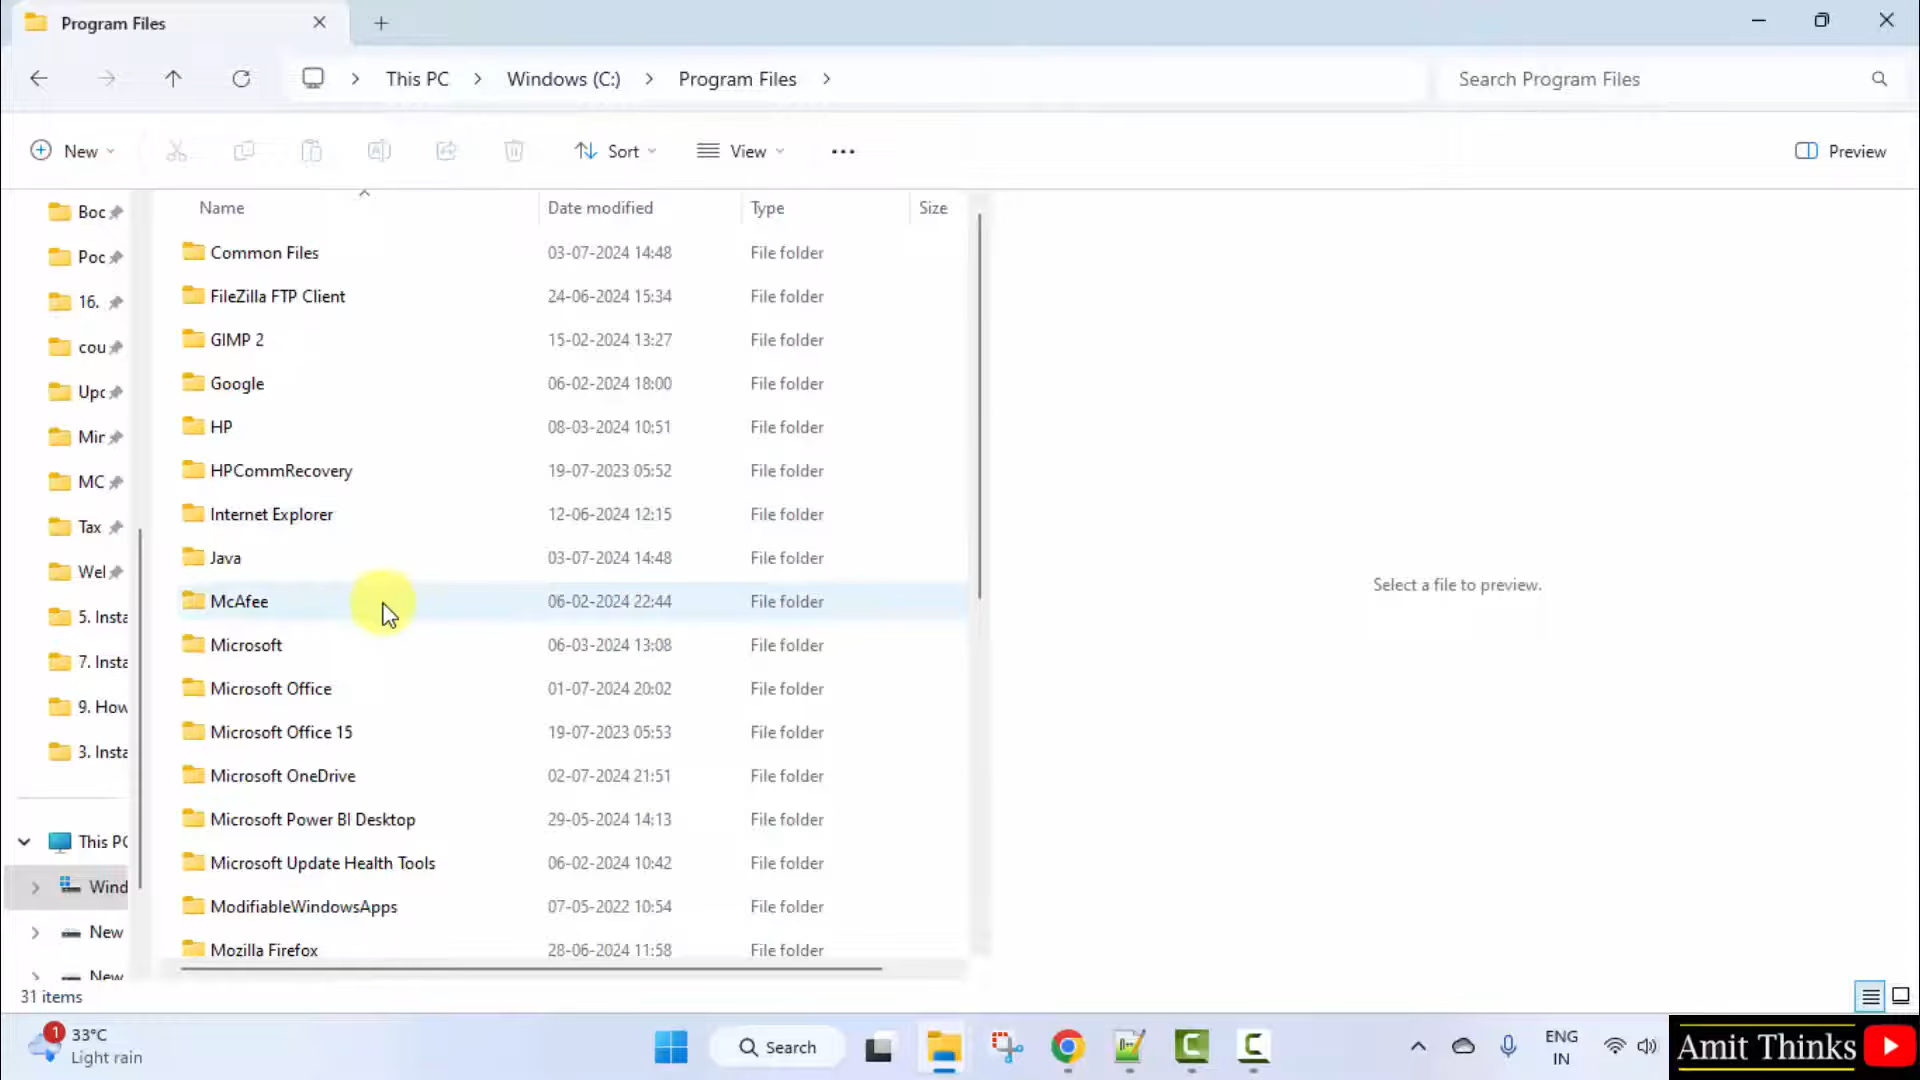 Program Files
This PC
Windows (C:)
Program Files
Search Program Files
New
Sort
View
Preview
Name
Date modified
Type
Size
Boc
Poc
16.
cou
Upc
Mir
MC
Tax
Wel
5. Insta
7. Insta
9. How
3. Insta
This PC
Wind
New
New
Common Files 03-07-2024 14:48 File folder
FileZilla FTP Client 24-06-2024 15:34 File folder
GIMP 2 15-02-2024 13:27 File folder
Google 06-02-2024 18:00 File folder
HP 08-03-2024 10:51 File folder
HPCommRecovery 19-07-2023 05:52 File folder
Internet Explorer 12-06-2024 12:15 File folder
Java 03-07-2024 14:48 File folder
McAfee 06-02-2024 22:44 File folder
Microsoft 06-03-2024 13:08 File folder
Microsoft Office 01-07-2024 20:02 File folder
Microsoft Office 15 19-07-2023 05:53 File folder
Microsoft OneDrive 02-07-2024 21:51 File folder
Microsoft Power BI Desktop 29-05-2024 14:13 File folder
Microsoft Update Health Tools 06-02-2024 10:42 File folder
ModifiableWindowsApps 07-05-2022 10:54 File folder
Mozilla Firefox 28-06-2024 11:58 File folder
Select a file to preview.
31 items
1
33°C
Light rain
Search
ENG
IN
Amit Thinks